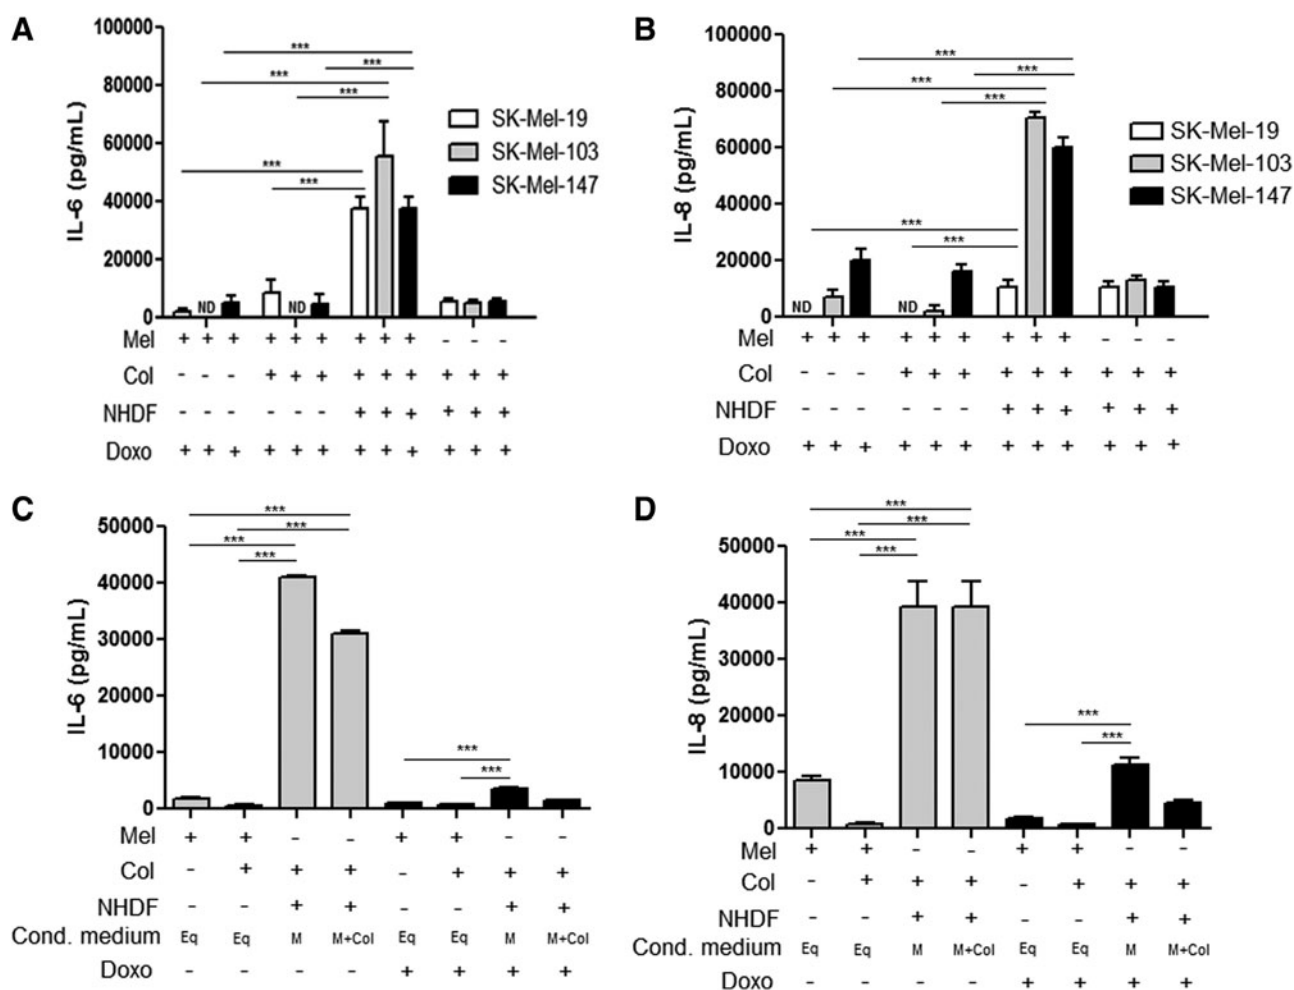 A
100000
80000
60000
40000
20000
0
IL-6 (pg/mL)
***
***
***
***
***
***
SK-Mel-19
SK-Mel-103
SK-Mel-147
ND
ND
Mel + + + + + + + + + - - -
Col - - - + + + + + + + + +
NHDF - - - - - - + + + + + +
Doxo + + + + + + + + + + + +
B
100000
80000
60000
40000
20000
0
IL-8 (pg/mL)
***
***
***
***
***
***
SK-Mel-19
SK-Mel-103
SK-Mel-147
ND
ND
Mel + + + + + + + + + - - -
Col - - - + + + + + + + + +
NHDF - - - - - - + + + + + +
Doxo + + + + + + + + + + + +
C
50000
40000
30000
20000
10000
0
IL-6 (pg/mL)
***
***
***
***
***
***
Mel + + - - + + - -
Col - + + + - + + +
NHDF - - + + - - + +
Cond. medium Eq Eq M M+Col Eq Eq M M+Col
Doxo - - - - + + + +
D
50000
40000
30000
20000
10000
0
IL-8 (pg/mL)
***
***
***
***
***
***
Mel + + - - + + - -
Col - + + + - + + +
NHDF - - + + - - + +
Cond. medium Eq Eq M M+Col Eq Eq M M+Col
Doxo - - - - + + + +